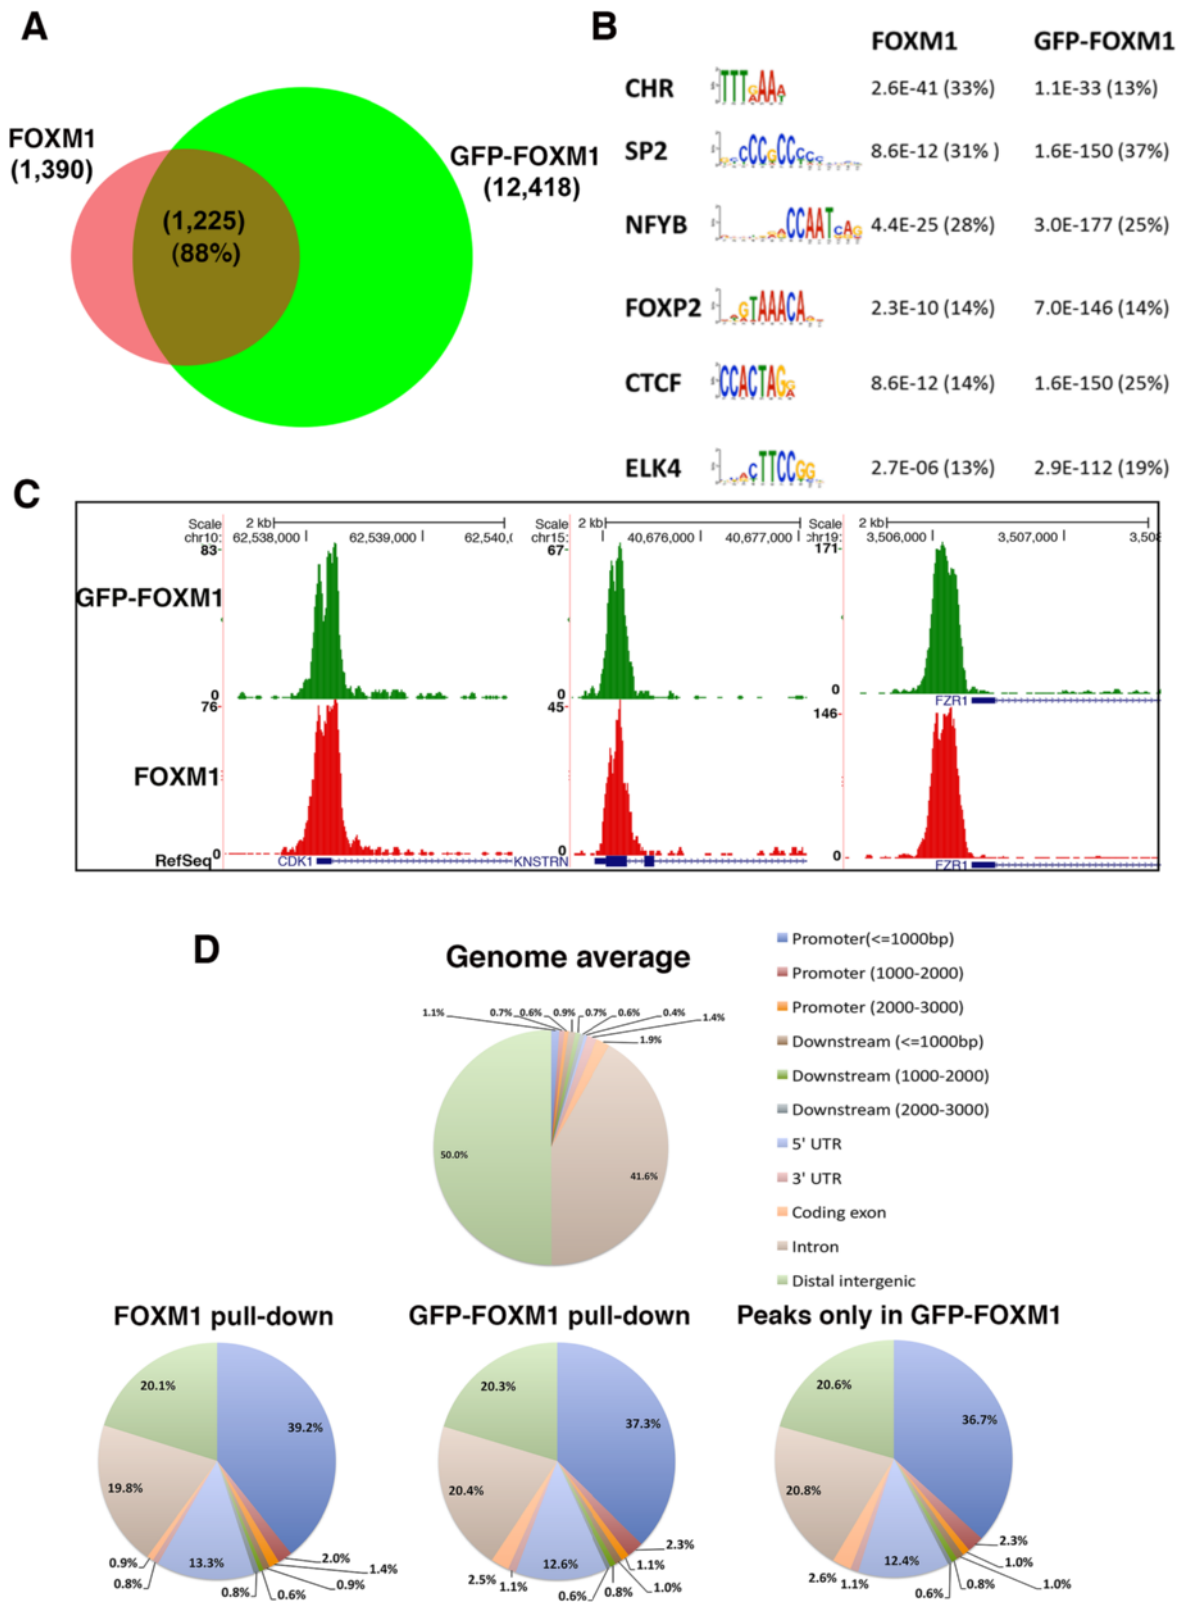 A
FOXM1
(1,390)
(1,225)
(88%)
GFP-FOXM1
(12,418)
B
FOXM1 GFP-FOXM1
CHR TTTGAAA 2.6E-41 (33%) 1.1E-33 (13%)
SP2 2.6E-12 (31% ) 1.6E-150 (37%)
NFYB CCAATCAG 4.4E-25 (28%) 3.0E-177 (25%)
FOXP2 GTAAACA 2.3E-10 (14%) 7.0E-146 (14%)
CTCF CCACTAGG 8.6E-12 (14%) 1.6E-150 (25%)
ELK4 ACTTCCGG 2.7E-06 (13%) 2.9E-112 (19%)
C
Scale 2 kb Scale 2 kb Scale 2 kb
chr10: 62,538,000 62,539,000 62,540,( chr15: 40,676,000 40,677,000 chr19: 3,506,000 3,507,000 3,508
83 67 171
GFP-FOXM1
0 0 0
FZR1
76 45 146
FOXM1
0 0 0
RefSeq CDK1 KNSTRN FZR1
D
Genome average
1.1% 0.7% 0.6% 0.9% 0.7% 0.6% 0.4% 1.4% 1.9%
50.0% 41.6%
Promoter(<=1000bp)
Promoter (1000-2000)
Promoter (2000-3000)
Downstream (<=1000bp)
Downstream (1000-2000)
Downstream (2000-3000)
5' UTR
3' UTR
Coding exon
Intron
Distal intergenic
FOXM1 pull-down
20.1%
39.2%
19.8%
0.9%
0.8%
13.3%
0.8%
0.6%
0.9%
1.4%
2.0%
GFP-FOXM1 pull-down
20.3%
37.3%
20.4%
2.5%
1.1%
12.6%
0.6%
0.8%
1.0%
1.1%
2.3%
Peaks only in GFP-FOXM1
20.6%
36.7%
20.8%
2.6%
1.1%
12.4%
0.6%
0.8%
1.0%
1.0%
2.3%